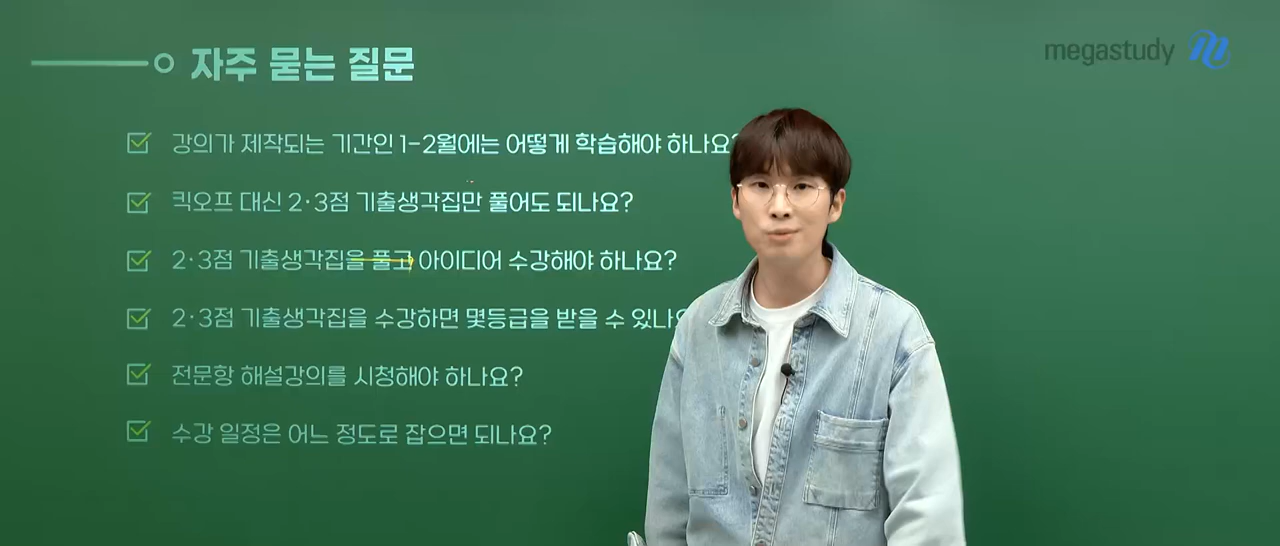 자주 묻는 질문
megastudy
강의가 제작되는 기간인 1-2월에는 어떻게 학습해야 하나요?
킥오프 대신 2·3점 기출생각집만 풀어도 되나요?
2·3점 기출생각집을 풀고 아이디어 수강해야 하나요?
2·3점 기출생각집을 수강하면 몇등급을 받을 수 있나요
전문항 해설강의를 시청해야 하나요?
수강 일정은 어느 정도로 잡으면 되나요?